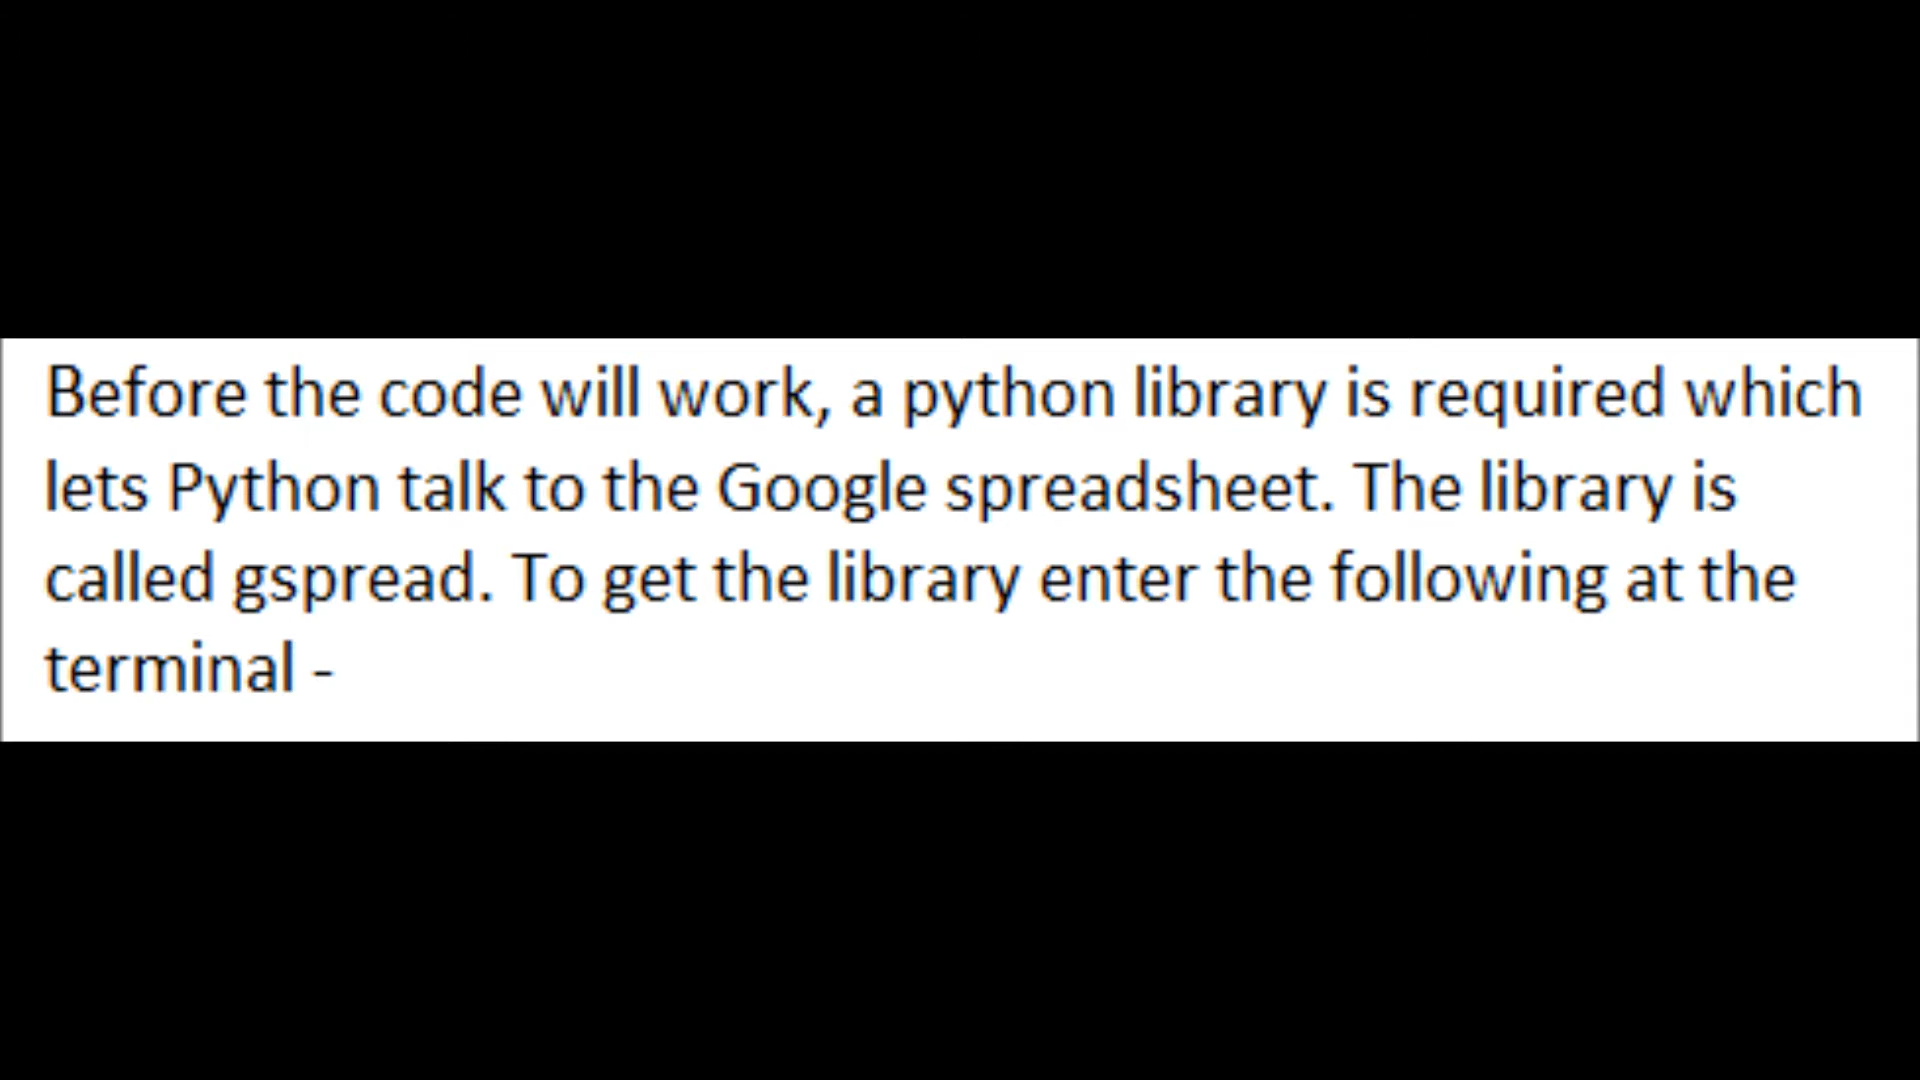 Before the code will work, a python library is required which
lets Python talk to the Google spreadsheet. The library is
called gspread. To get the library enter the following at the
terminal -